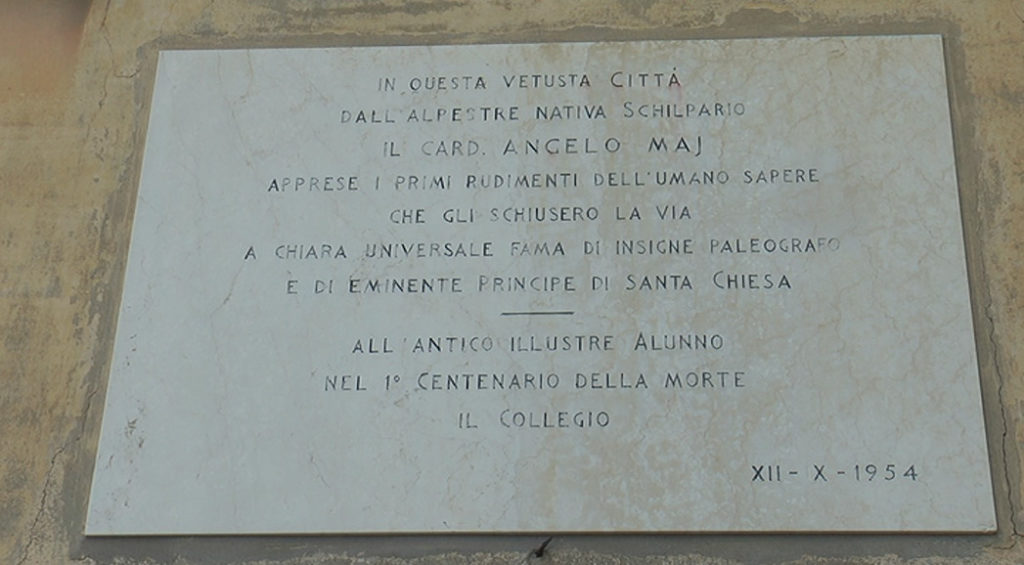 IN QUESTA VETUSTA CITTÁ
DALL'ALPESTRE NATIVA SCHILPARIO
IL CARD. ANGELO MAJ
APPRESE I PRIMI RUDIMENTI DELL'UMANO SAPERE
CHE GLI SCHIUSERO LA VIA
A CHIARA UNIVERSALE FAMA DI INSIGNE PALEOGRAFO
E DI EMINENTE PRINCIPE DI SANTA CHIESA
ALL'ANTICO ILLUSTRE ALUNNO
NEL 1° CENTENARIO DELLA MORTE
IL COLLEGIO
XII - X - 1954